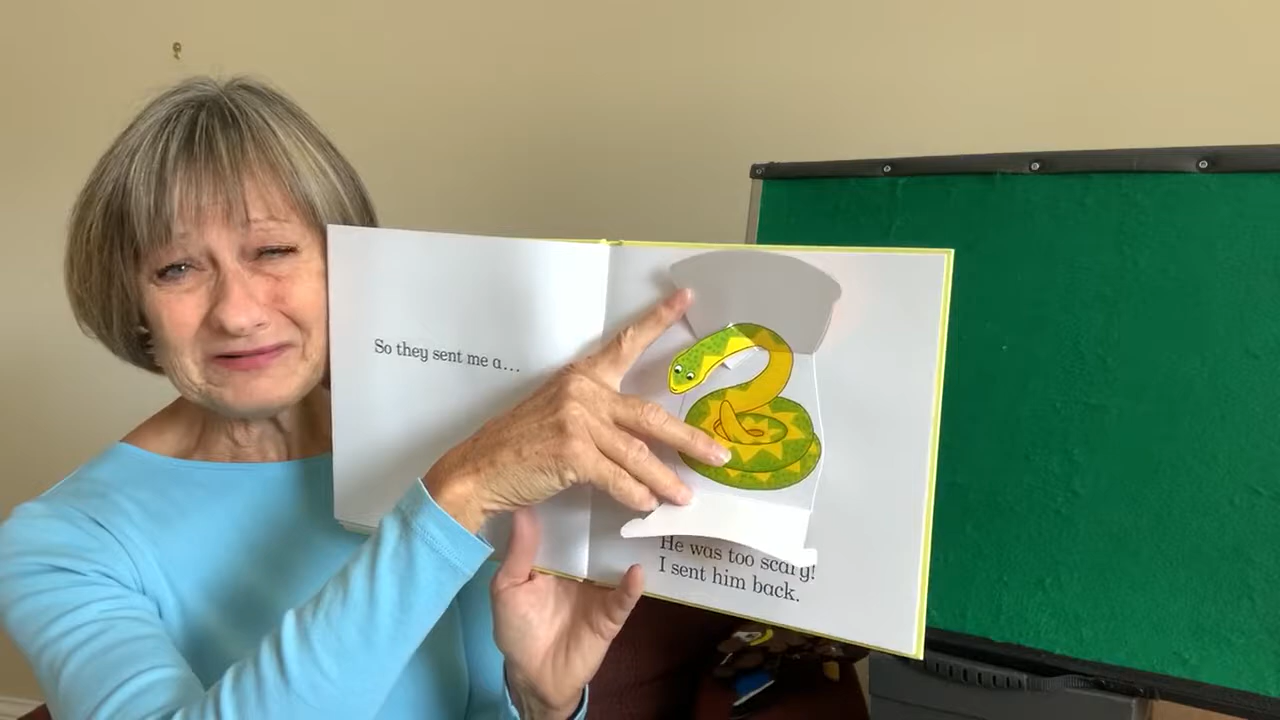 So they sent me a...
He was too scary!
I sent him back.